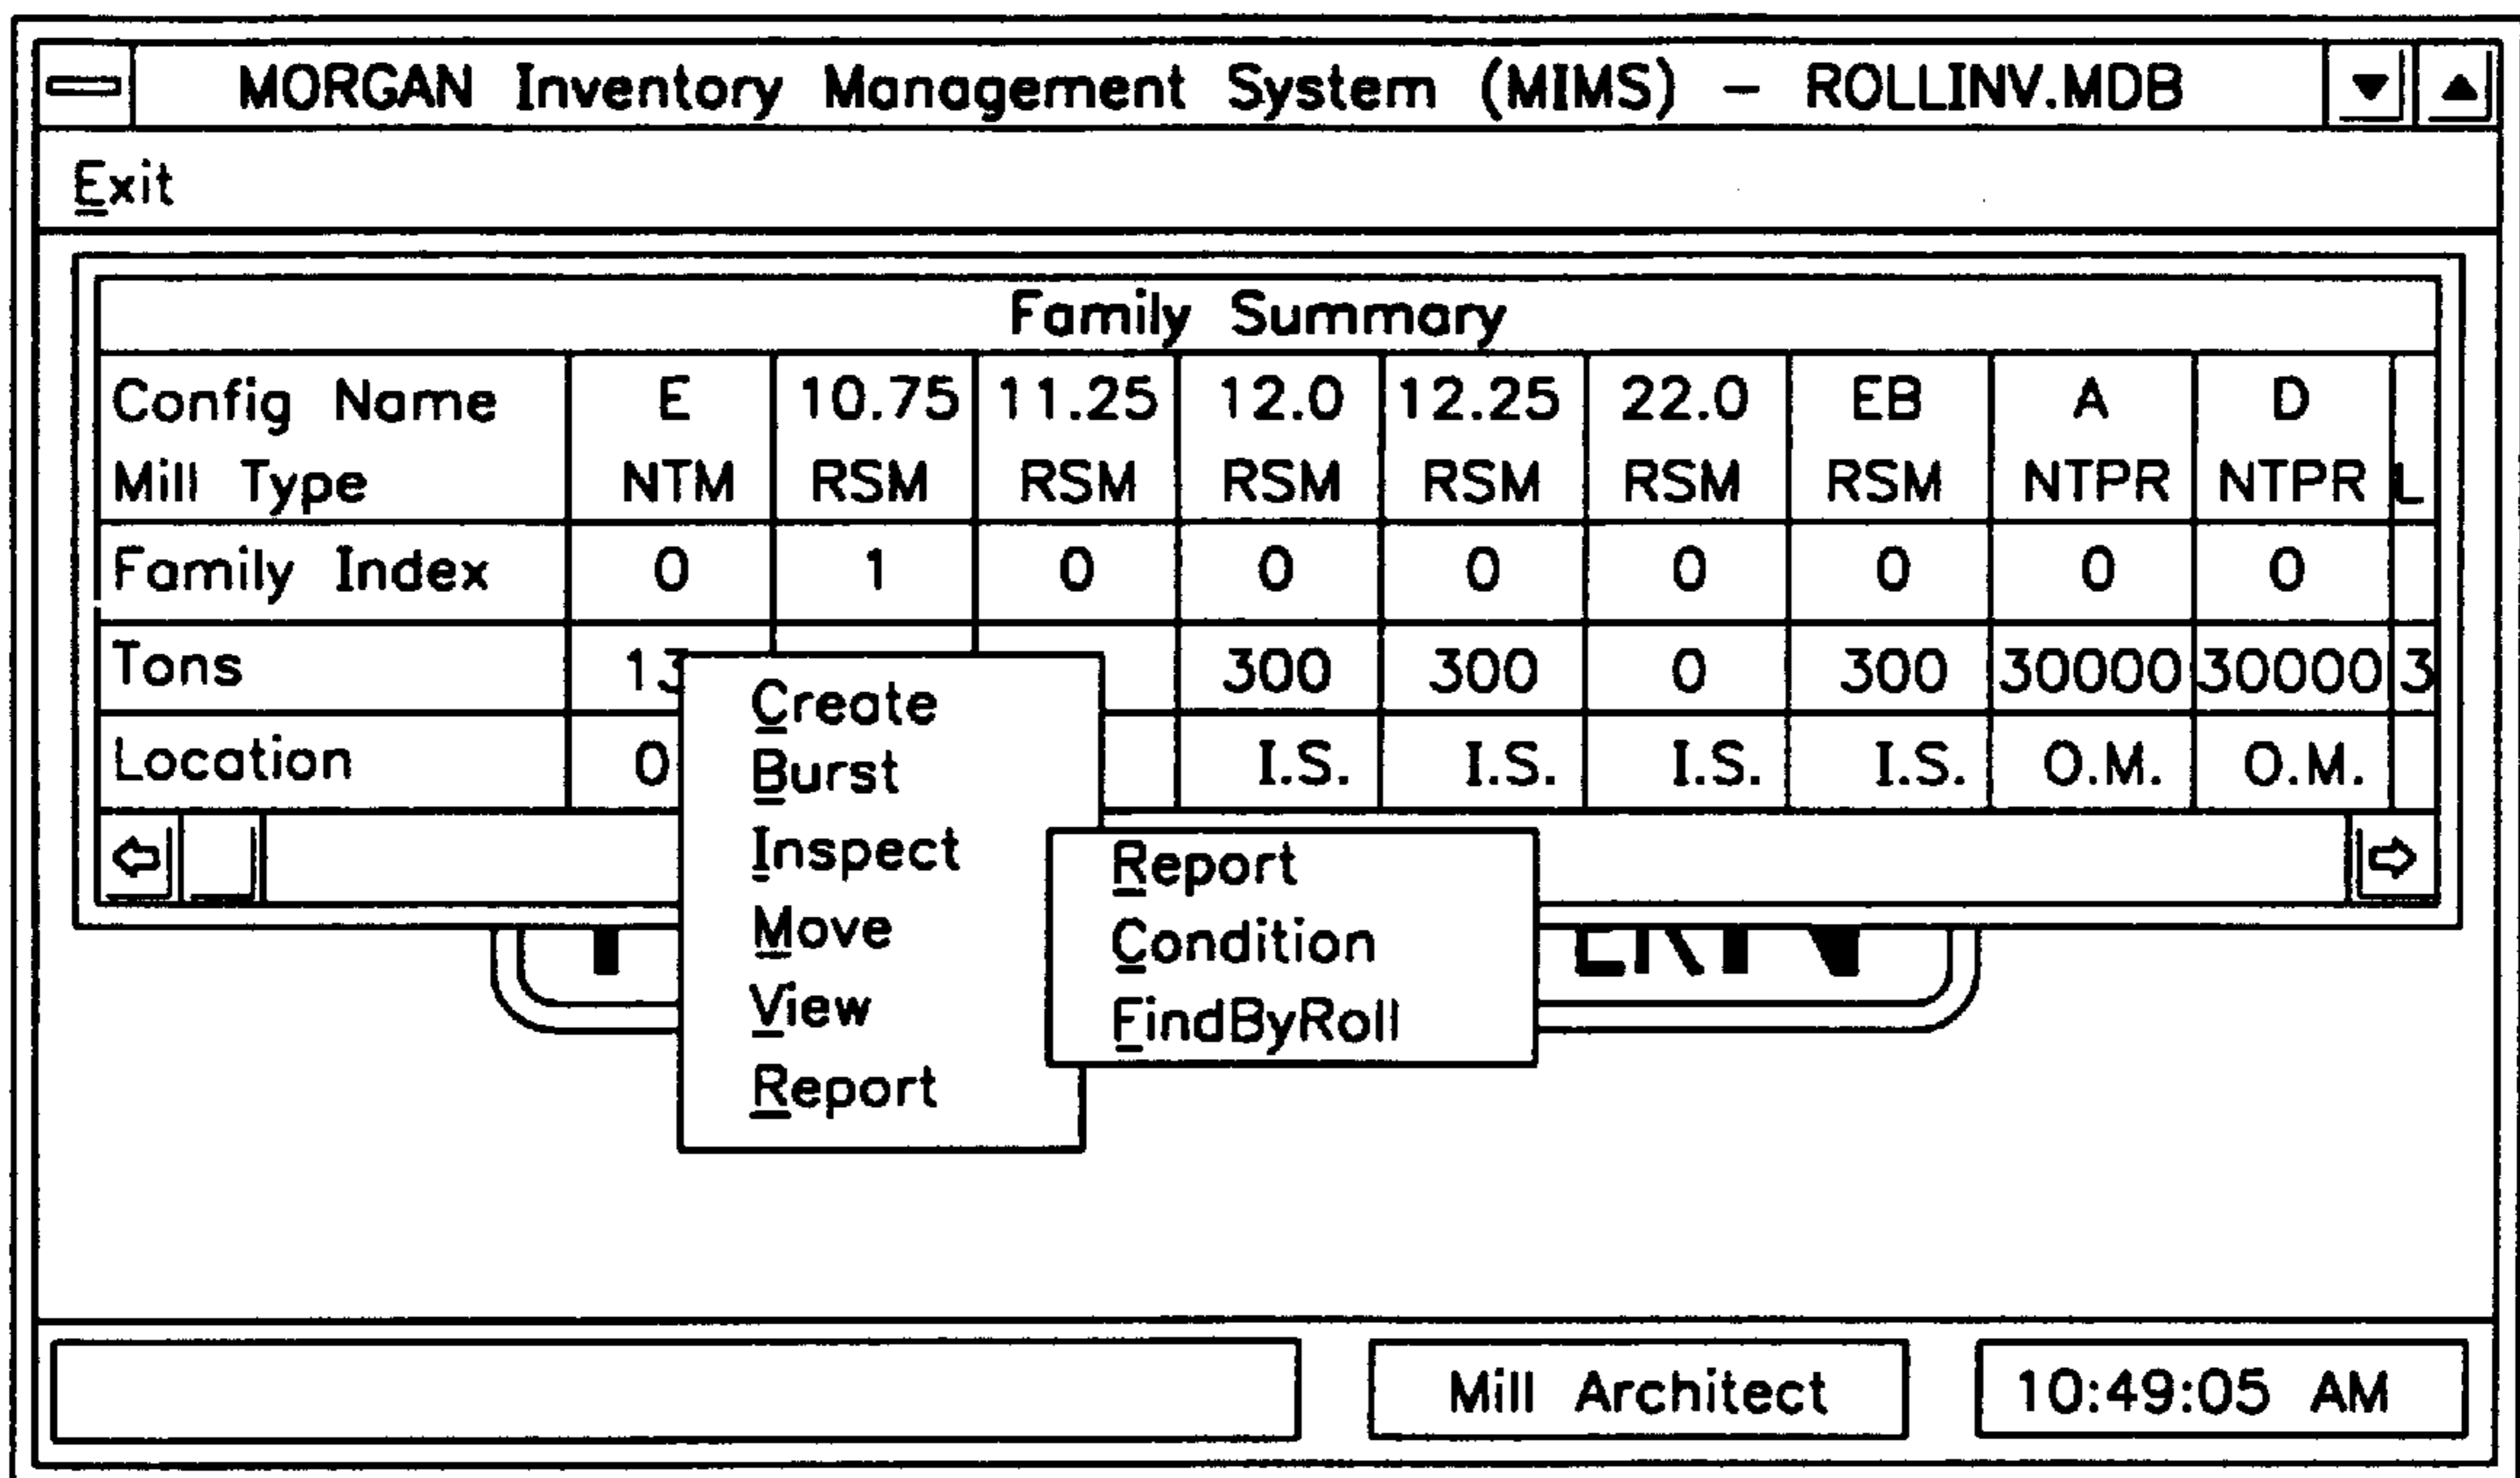 MORGAN Inventory Management System (MIMS) – ROLLINV.MDB
Exit
Family Summary
Config Name E 10.75 11.25 12.0 12.25 22.0 EB A D
Mill Type NTM RSM RSM RSM RSM RSM RSM NTPR NTPR L
Family Index 0 1 0 0 0 0 0 0 0
Tons 13 300 300 0 300 30000 30000 3
Location 0 I.S. I.S. I.S. I.S. O.M. O.M.
Create
Burst
Inspect
Move
View
Report
Report
Condition
FindByRoll
Mill Architect
10:49:05 AM